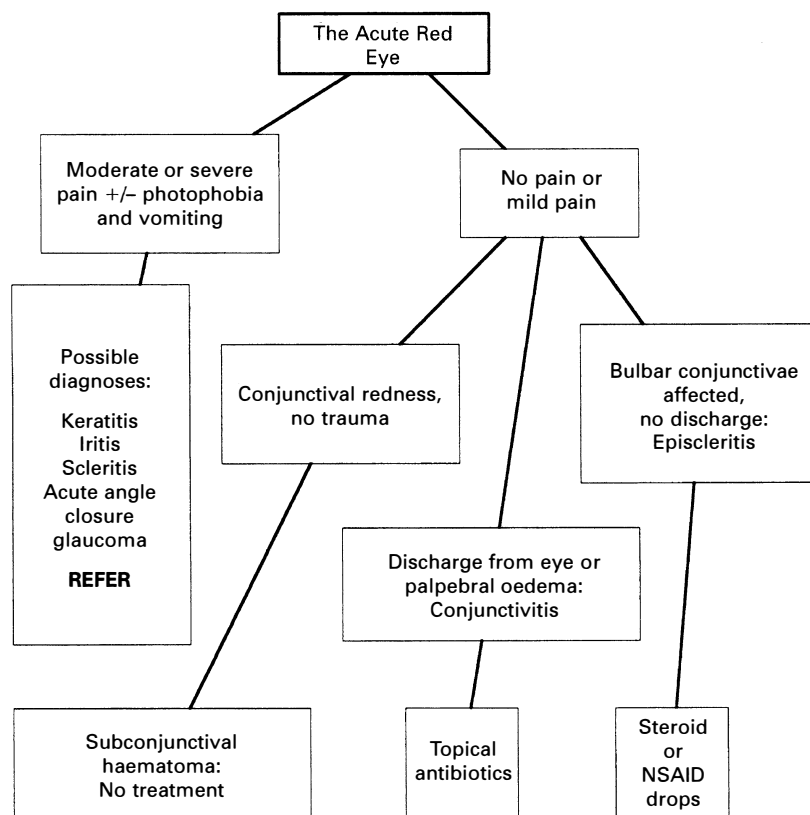 The Acute Red
Eye
Moderate or severe
pain +/– photophobia
and vomiting
No pain or
mild pain
Possible
diagnoses:
Keratitis
Iritis
Scleritis
Acute angle
closure
glaucoma
REFER
Conjunctival redness,
no trauma
Bulbar conjunctivae
affected,
no discharge:
Episcleritis
Discharge from eye or
palpebral oedema:
Conjunctivitis
Subconjunctival
haematoma:
No treatment
Topical
antibiotics
Steroid
or
NSAID
drops